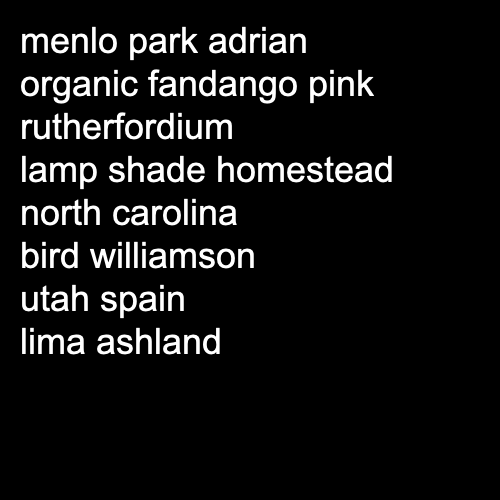 menlo park adrian
organic fandango pink
rutherfordium
lamp shade homestead
north carolina
bird williamson
utah spain
lima ashland